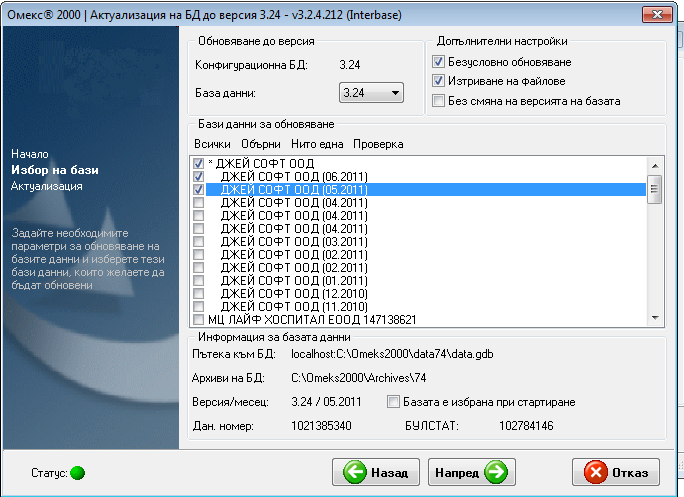 Омекс® 2000 | Актуализация на БД до версия 3.24 - v3.2.4.212 (Interbase)
Обновяване до версия
Конфигурационна БД: 3.24
База данни: 3.24
Допълнителни настройки
Безусловно обновяване
Изтриване на файлове
Без смяна на версията на базата
Начало
Избор на бази
Актуализация
Задайте необходимите
параметри за обновяване на
базите данни и изберете тези
бази данни, които желаете да
бъдат обновени
Бази данни за обновяване
Всички Обърни Нито една Проверка
* ДЖЕЙ СОФТ ООД
ДЖЕЙ СОФТ ООД (06.2011)
ДЖЕЙ СОФТ ООД (05.2011)
ДЖЕЙ СОФТ ООД (04.2011)
ДЖЕЙ СОФТ ООД (04.2011)
ДЖЕЙ СОФТ ООД (04.2011)
ДЖЕЙ СОФТ ООД (03.2011)
ДЖЕЙ СОФТ ООД (02.2011)
ДЖЕЙ СОФТ ООД (01.2011)
ДЖЕЙ СОФТ ООД (01.2011)
ДЖЕЙ СОФТ ООД (12.2010)
ДЖЕЙ СОФТ ООД (11.2010)
МЦ ЛАЙФ ХОСПИТАЛ ЕООД 147138621
Информация за базата данни
Пътека към БД: localhost:C:\Omeks2000\data74\data.gdb
Архиви на БД: C:\Omeks2000\Archives\74
Версия/месец: 3.24 / 05.2011 Базата е избрана при стартиране
Дан. номер: 1021385340 БУЛСТАТ: 102784146
Статус: Назад Напред Отказ